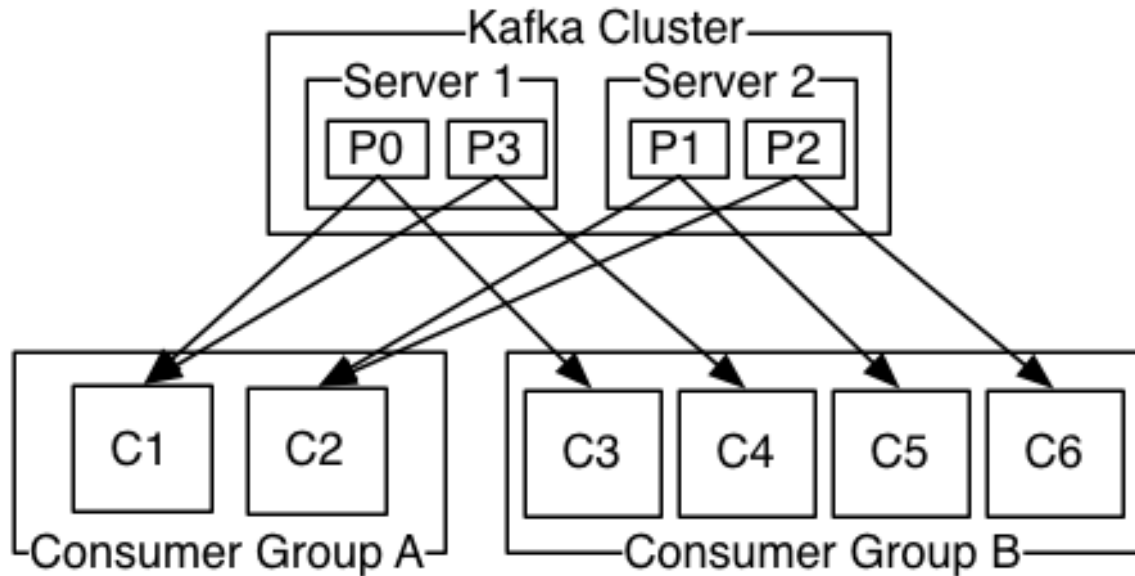 Kafka Cluster
Server 1
Server 2
P0
P3
P1
P2
C1
C2
C3
C4
C5
C6
Consumer Group A
Consumer Group B